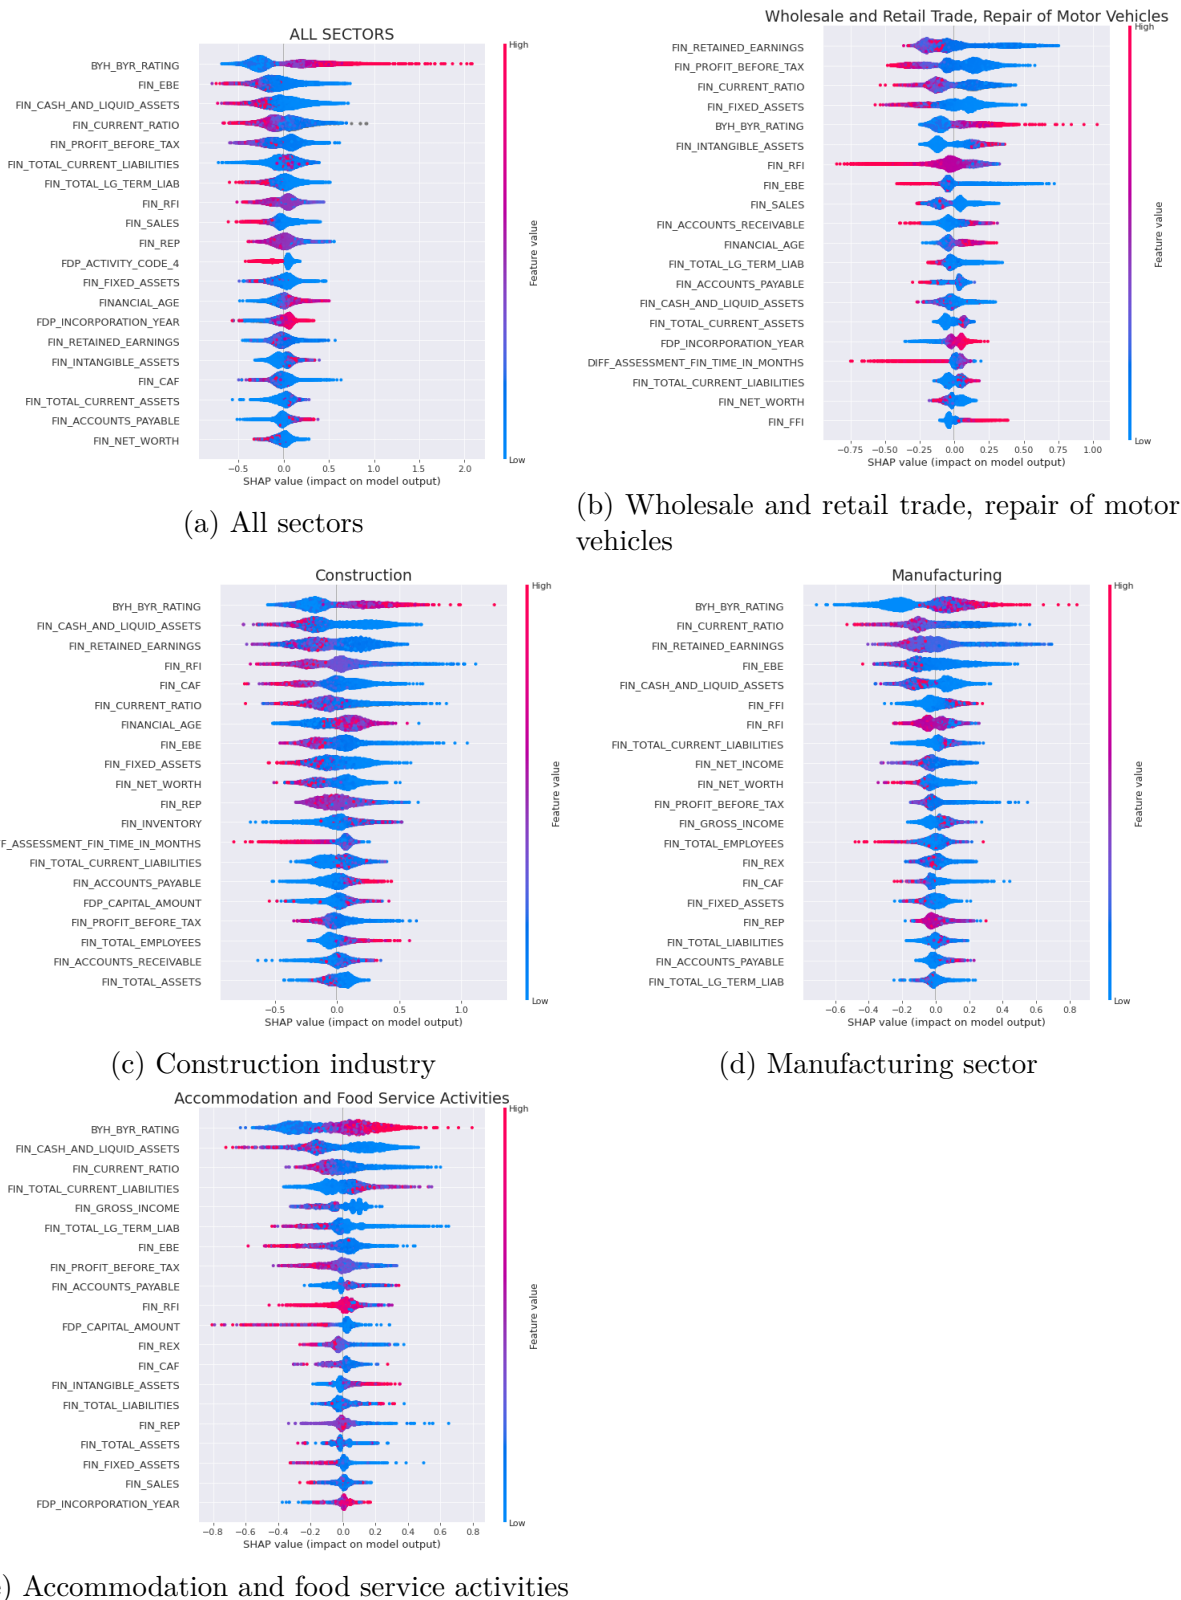 ALL SECTORS
High
BYH_BYR_RATING
FIN_EBE
FIN_CASH_AND_LIQUID_ASSETS
FIN_CURRENT_RATIO
FIN_PROFIT_BEFORE_TAX
FIN_TOTAL_CURRENT_LIABILITIES
FIN_TOTAL_LG_TERM_LIAB
FIN_RFI
FIN_SALES
FIN_REP
FDP_ACTIVITY_CODE_4
FIN_FIXED_ASSETS
FINANCIAL_AGE
FDP_INCORPORATION_YEAR
FIN_RETAINED_EARNINGS
FIN_INTANGIBLE_ASSETS
FIN_CAF
FIN_TOTAL_CURRENT_ASSETS
FIN_ACCOUNTS_PAYABLE
FIN_NET_WORTH
Feature value
Low
−0.5 0.0 0.5 1.0 1.5 2.0
SHAP value (impact on model output)
(a) All sectors
Wholesale and Retail Trade, Repair of Motor Vehicles
High
FIN_RETAINED_EARNINGS
FIN_PROFIT_BEFORE_TAX
FIN_CURRENT_RATIO
FIN_FIXED_ASSETS
BYH_BYR_RATING
FIN_INTANGIBLE_ASSETS
FIN_RFI
FIN_EBE
FIN_SALES
FIN_ACCOUNTS_RECEIVABLE
FINANCIAL_AGE
FIN_TOTAL_LG_TERM_LIAB
FIN_ACCOUNTS_PAYABLE
FIN_CASH_AND_LIQUID_ASSETS
FIN_TOTAL_CURRENT_ASSETS
FDP_INCORPORATION_YEAR
DIFF_ASSESSMENT_FIN_TIME_IN_MONTHS
FIN_TOTAL_CURRENT_LIABILITIES
FIN_NET_WORTH
FIN_FFI
Feature value
Low
−0.75 −0.50 −0.25 0.00 0.25 0.50 0.75 1.00
SHAP value (impact on model output)
(b) Wholesale and retail trade, repair of motor
vehicles
Construction
High
BYH_BYR_RATING
FIN_CASH_AND_LIQUID_ASSETS
FIN_RETAINED_EARNINGS
FIN_RFI
FIN_CAF
FIN_CURRENT_RATIO
FINANCIAL_AGE
FIN_EBE
FIN_FIXED_ASSETS
FIN_NET_WORTH
FIN_REP
FIN_INVENTORY
F_ASSESSMENT_FIN_TIME_IN_MONTHS
FIN_TOTAL_CURRENT_LIABILITIES
FIN_ACCOUNTS_PAYABLE
FDP_CAPITAL_AMOUNT
FIN_PROFIT_BEFORE_TAX
FIN_TOTAL_EMPLOYEES
FIN_ACCOUNTS_RECEIVABLE
FIN_TOTAL_ASSETS
Feature value
Low
−0.5 0.0 0.5 1.0
SHAP value (impact on model output)
(c) Construction industry
Manufacturing
High
BYH_BYR_RATING
FIN_CURRENT_RATIO
FIN_RETAINED_EARNINGS
FIN_EBE
FIN_CASH_AND_LIQUID_ASSETS
FIN_FFI
FIN_RFI
FIN_TOTAL_CURRENT_LIABILITIES
FIN_NET_INCOME
FIN_NET_WORTH
FIN_PROFIT_BEFORE_TAX
FIN_GROSS_INCOME
FIN_TOTAL_EMPLOYEES
FIN_REX
FIN_CAF
FIN_FIXED_ASSETS
FIN_REP
FIN_TOTAL_LIABILITIES
FIN_ACCOUNTS_PAYABLE
FIN_TOTAL_LG_TERM_LIAB
Feature value
Low
−0.6 −0.4 −0.2 0.0 0.2 0.4 0.6 0.8
SHAP value (impact on model output)
(d) Manufacturing sector
Accommodation and Food Service Activities
High
BYH_BYR_RATING
FIN_CASH_AND_LIQUID_ASSETS
FIN_CURRENT_RATIO
FIN_TOTAL_CURRENT_LIABILITIES
FIN_GROSS_INCOME
FIN_TOTAL_LG_TERM_LIAB
FIN_EBE
FIN_PROFIT_BEFORE_TAX
FIN_ACCOUNTS_PAYABLE
FIN_RFI
FDP_CAPITAL_AMOUNT
FIN_REX
FIN_CAF
FIN_INTANGIBLE_ASSETS
FIN_TOTAL_LIABILITIES
FIN_REP
FIN_TOTAL_ASSETS
FIN_FIXED_ASSETS
FIN_SALES
FDP_INCORPORATION_YEAR
Feature value
Low
−0.8 −0.6 −0.4 −0.2 0.0 0.2 0.4 0.6 0.8
SHAP value (impact on model output)
) Accommodation and food service activities